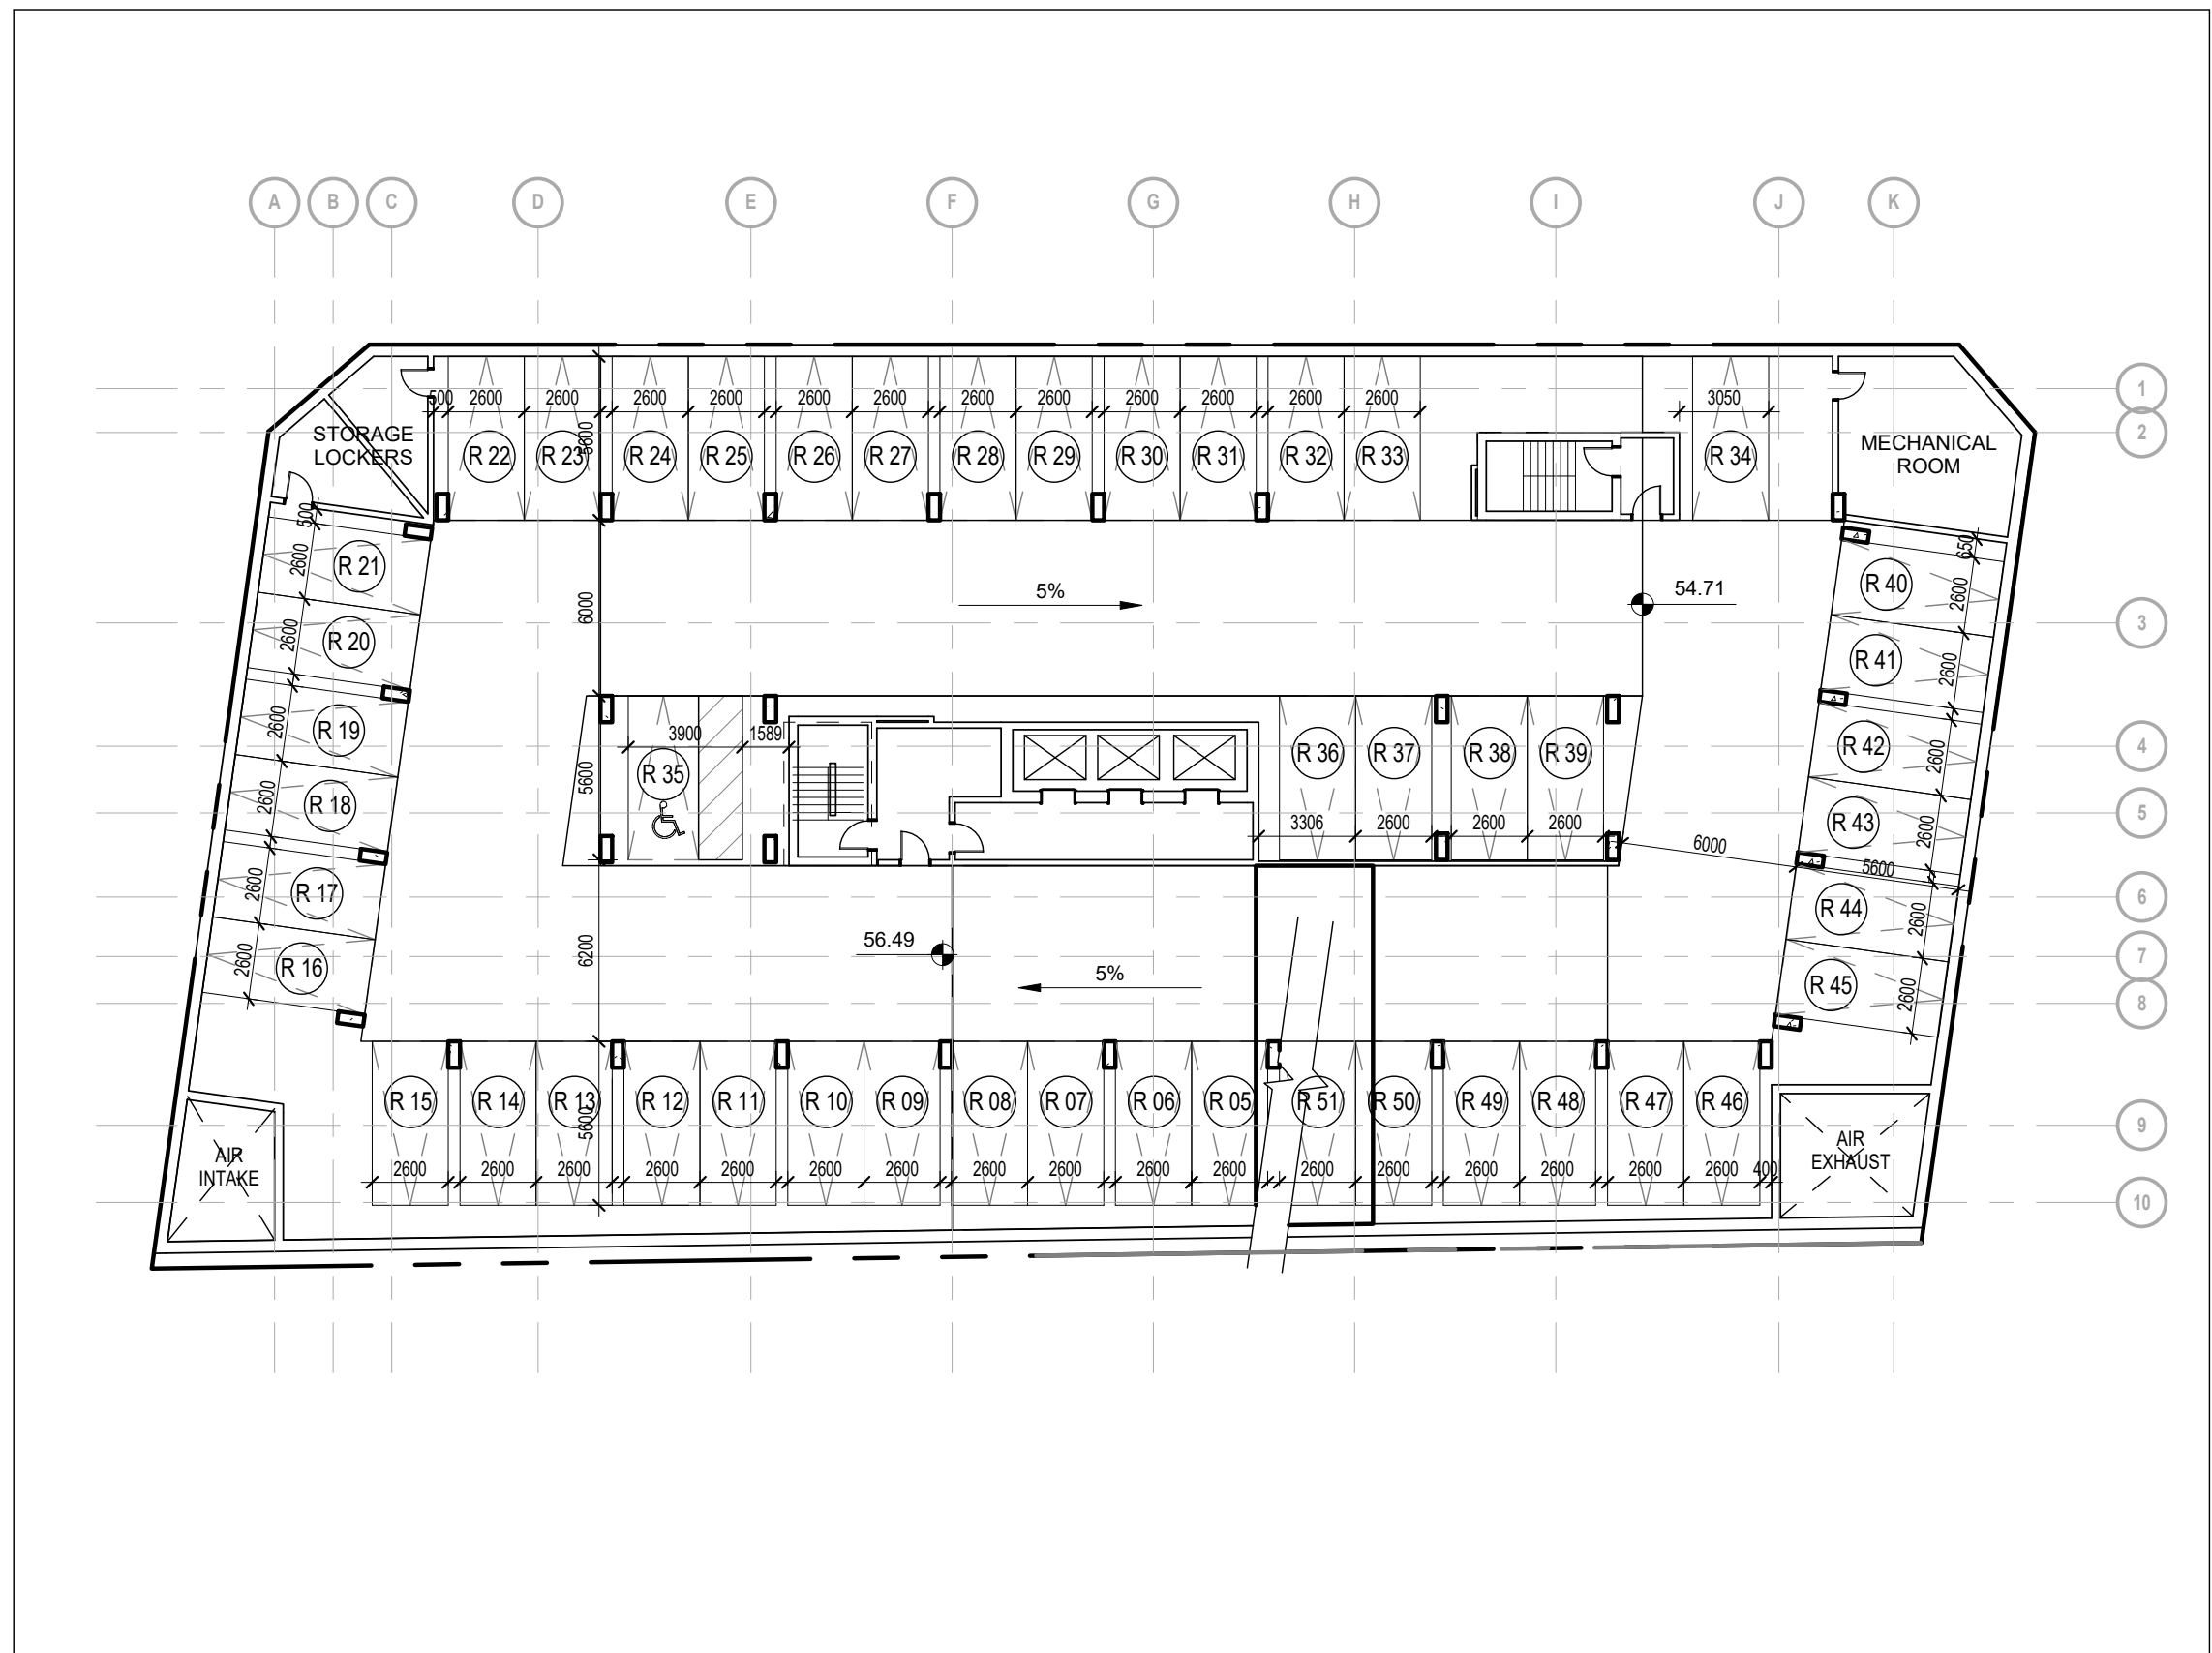 A B C D E F G H I J K
1
500 2600 2600 2600 2600 2600 2600 2600 2600 2600 2600 2600 2600 3050
2
STORAGE
LOCKERS
R 22 R 23 R 24 R 25 R 26 R 27 R 28 R 29 R 30 R 31 R 32 R 33 R 34
5600
MECHANICAL
ROOM
500
650
2600 R 21
R 40 2600
5%
54.71
6000
3
2600 R 20
R 41 2600
2600 R 19
3900 1589
R 36 R 37 R 38 R 39
R 42 2600
4
R 35
5600
2600 R 18
3306 2600 2600 2600
R 43 2600
5
6000
5600
2600 R 17
R 44 2600
6
56.49
6200
5%
7
2600 R 16
R 45 2600
8
R 15 R 14 R 13 R 12 R 11 R 10 R 09 R 08 R 07 R 06 R 05 R 51 R 50 R 49 R 48 R 47 R 46
5600
9
AIR
INTAKE
AIR
EXHAUST
2600 2600 2600 2600 2600 2600 2600 2600 2600 2600 2600 2600 2600 2600 2600 2600 2600 400
10